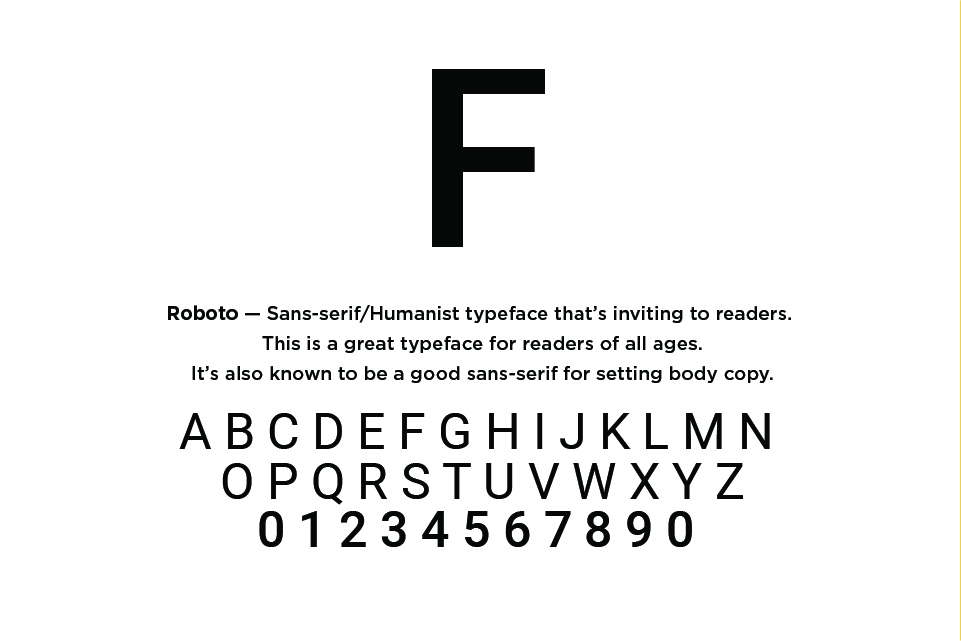 F
Roboto — Sans-serif/Humanist typeface that’s inviting to readers.
This is a great typeface for readers of all ages.
It’s also known to be a good sans-serif for setting body copy.
A B C D E F G H I J K L M N
O P Q R S T U V W X Y Z
0 1 2 3 4 5 6 7 8 9 0